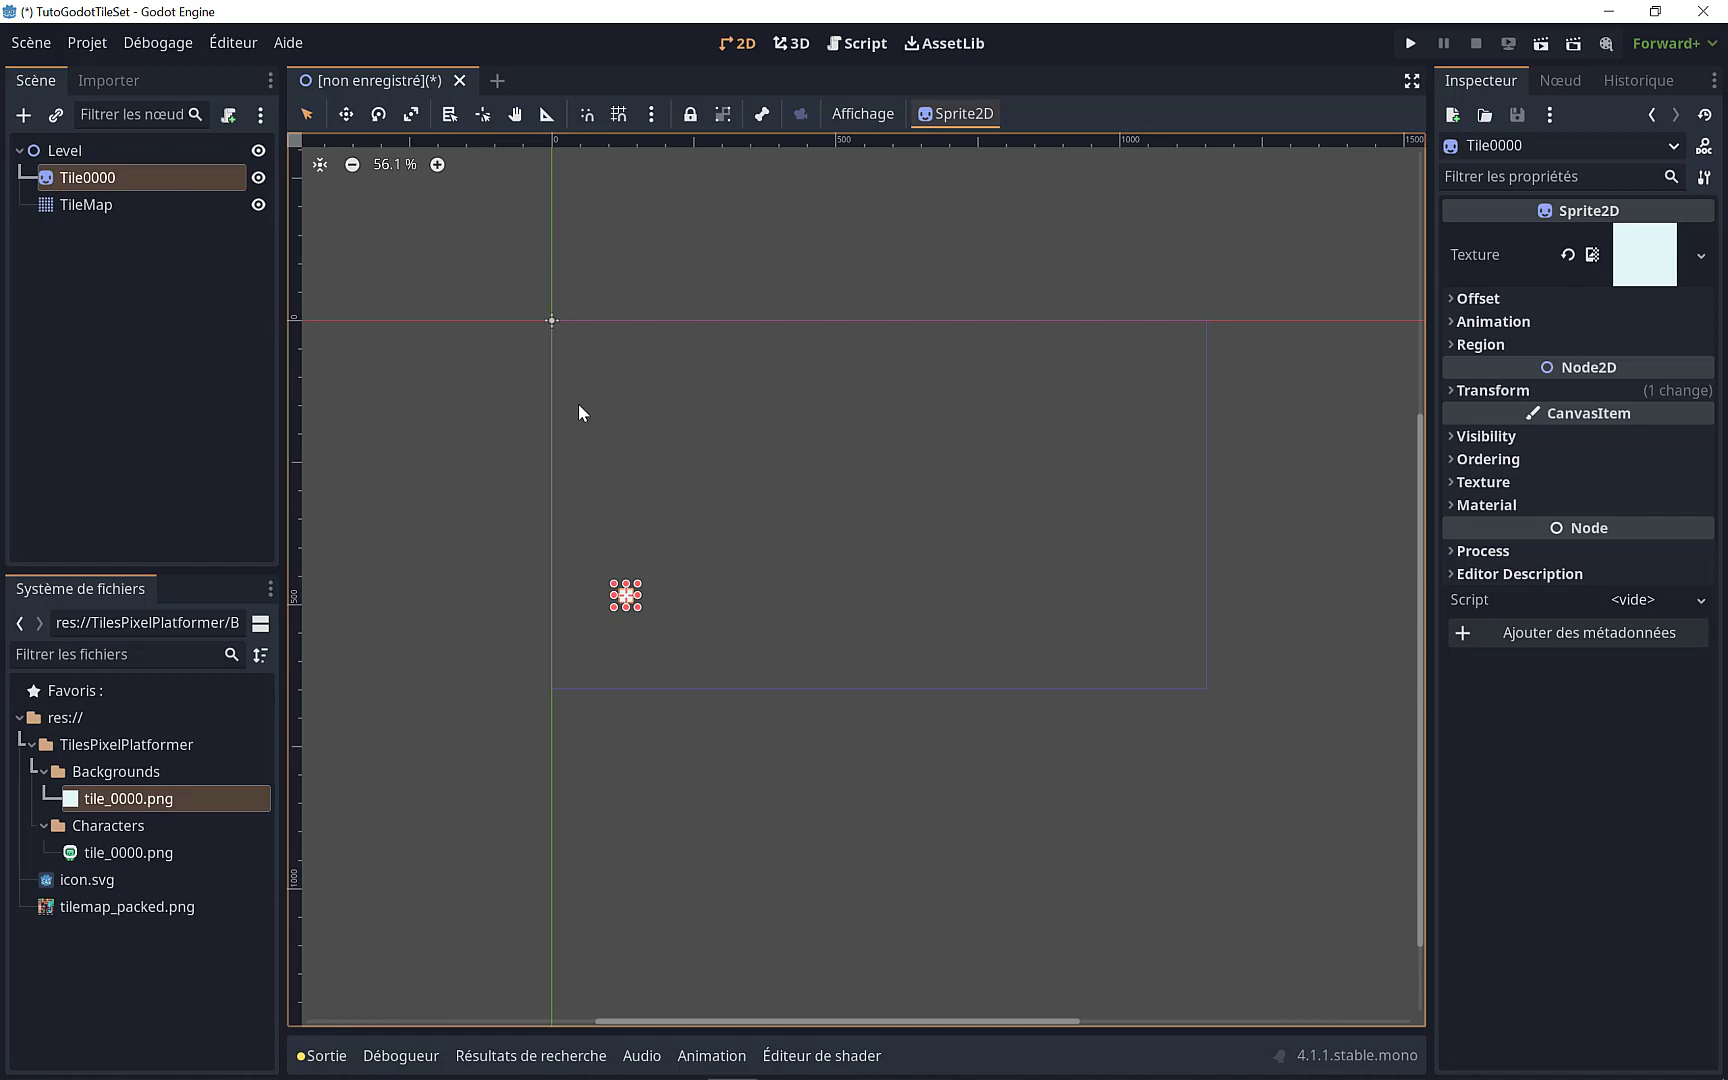 (*) TutoGodotTileSet - Godot Engine
Scène Projet Débogage Éditeur Aide
2D 3D Script AssetLib
Forward+
Scène Importer
[non enregistré](*)
Inspecteur Nœud Historique
Filtrer les nœud
Affichage Sprite2D
Level
Tile0000
TileMap
0 500 1000 1500
56.1 %
0
500
1000
Tile0000
DOC
Filtrer les propriétés
Sprite2D
Texture
Offset
Animation
Region
Node2D
Transform (1 change)
CanvasItem
Visibility
Ordering
Texture
Material
Node
Process
Editor Description
Script <vide>
Ajouter des métadonnées
Système de fichiers
res://TilesPixelPlatformer/B
Filtrer les fichiers
Favoris :
res://
TilesPixelPlatformer
Backgrounds
tile_0000.png
Characters
tile_0000.png
icon.svg
tilemap_packed.png
Sortie Débogueur Résultats de recherche Audio Animation Éditeur de shader
4.1.1.stable.mono